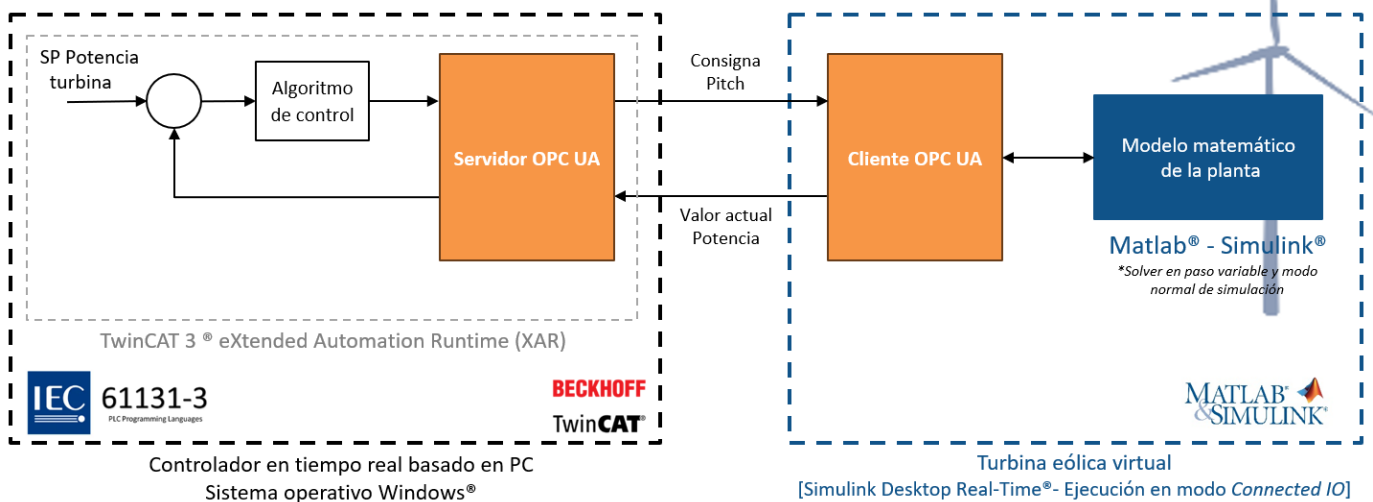 SP Potencia
turbina
Algoritmo
de control
Servidor OPC UA
Consigna
Pitch
Valor actual
Potencia
Cliente OPC UA
Modelo matemático
de la planta
Matlab® - Simulink®
*Solver en paso variable y modo
normal de simulación
TwinCAT 3 ® eXtended Automation Runtime (XAR)
IEC
61131-3
PLC Programming Languages
BECKHOFF
TwinCAT®
MATLAB®
&SIMULINK®
Controlador en tiempo real basado en PC
Sistema operativo Windows®
Turbina eólica virtual
[Simulink Desktop Real-Time®- Ejecución en modo Connected IO]